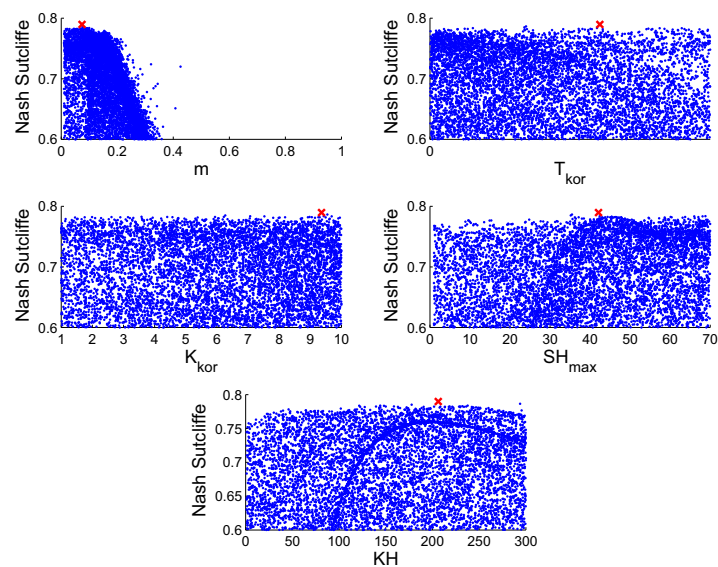 0.8
0.7
0.6
Nash Sutcliffe
0 0.2 0.4 0.6 0.8 1
m
0.8
0.7
0.6
Nash Sutcliffe
0
T_kor
0.8
0.7
0.6
Nash Sutcliffe
1 2 3 4 5 6 7 8 9 10
K_kor
0.8
0.7
0.6
Nash Sutcliffe
0 10 20 30 40 50 60 70
SH_max
0.8
0.75
0.7
0.65
0.6
Nash Sutcliffe
0 50 100 150 200 250 300
KH